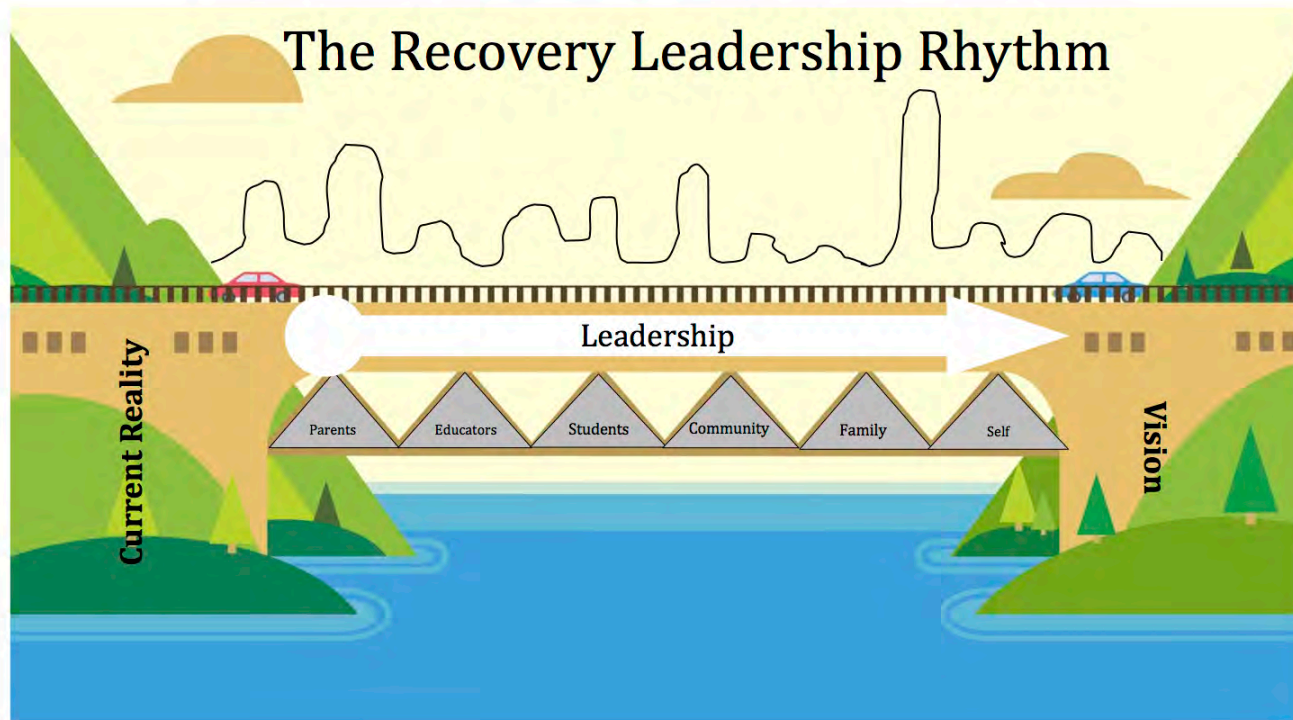 The Recovery Leadership Rhythm
Leadership
Parents
Educators
Students
Community
Family
Self
Current Reality
Vision